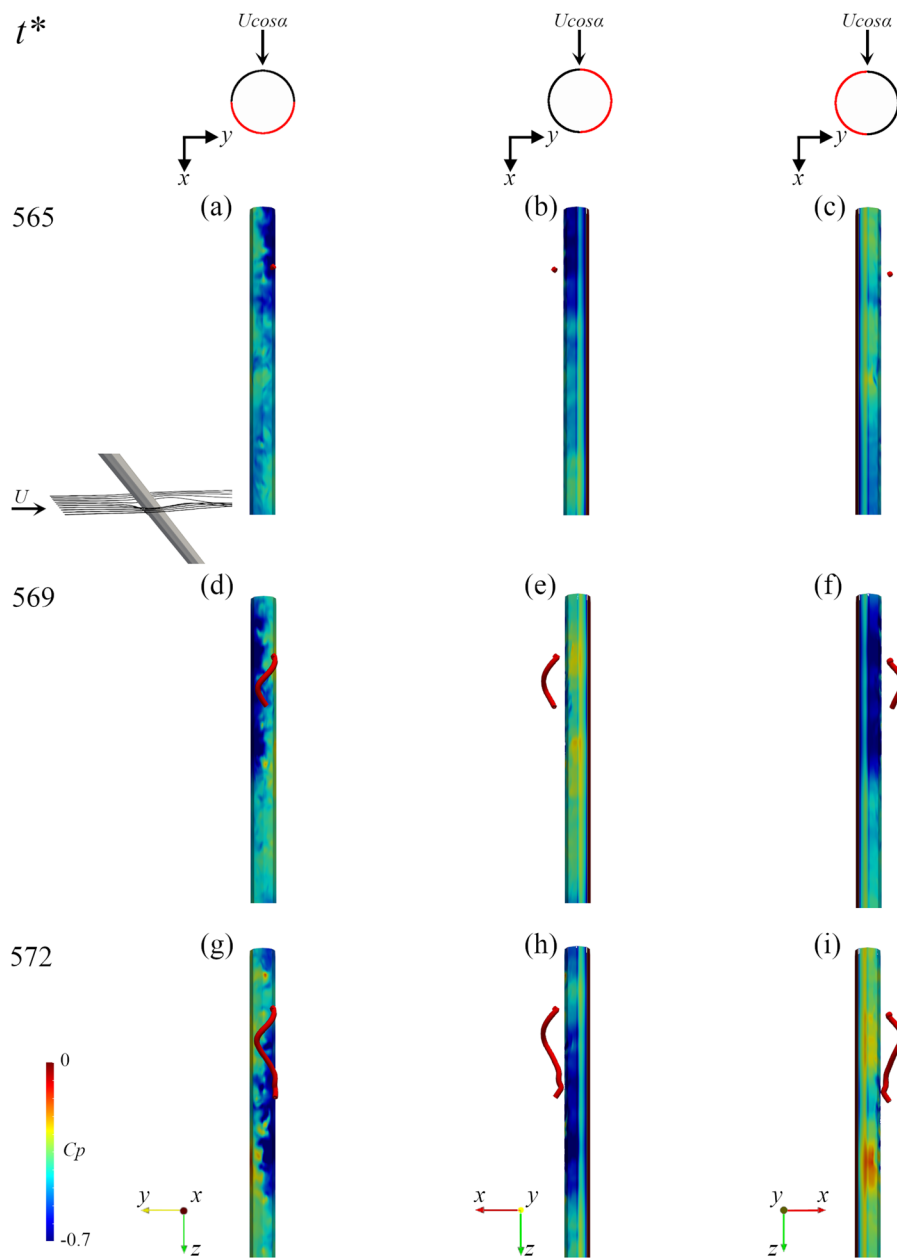 t*
Ucosα
Ucosα
Ucosα
y
x
y
x
y
x
565
(a)
(b)
(c)
U
569
(d)
(e)
(f)
572
(g)
(h)
(i)
0
Cp
-0.7
y
x
z
x
y
z
y
x
z